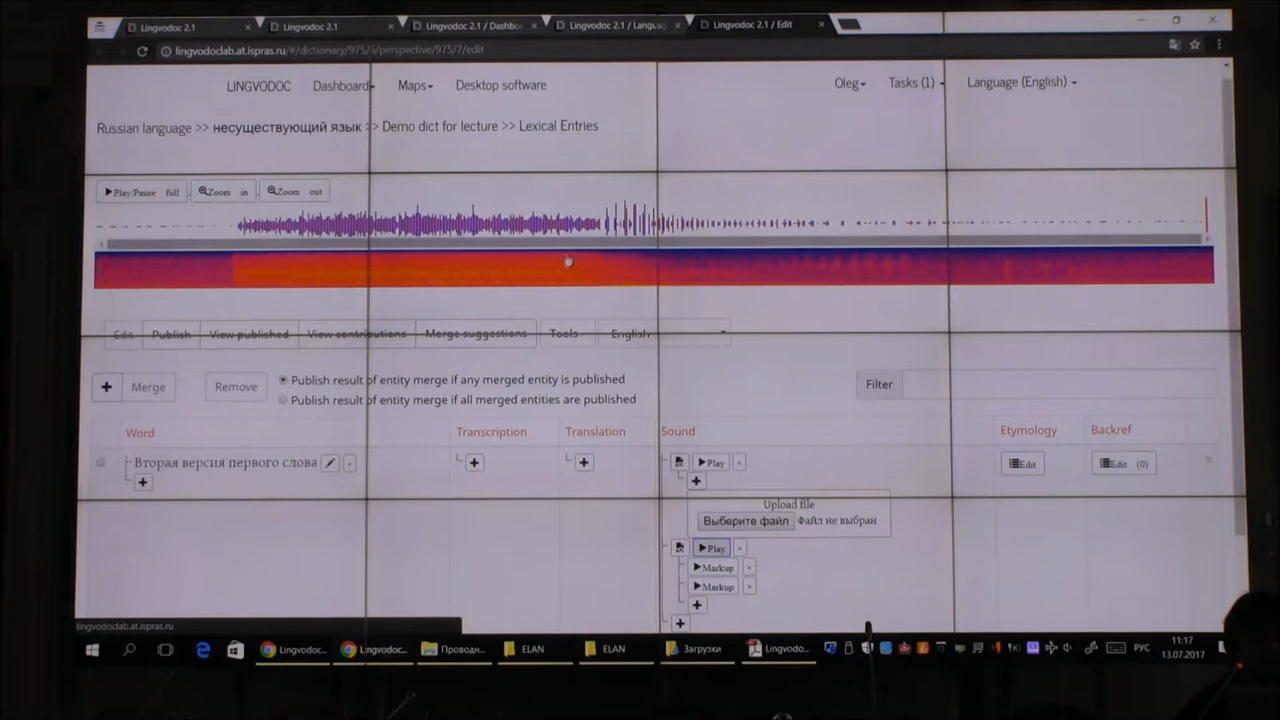 Lingvodoc 2.1 Lingvodoc 2.1 Lingvodoc 2.1 / Dashbo Lingvodoc 2.1 / Langua Lingvodoc 2.1 / Edit
lingvodoclab.at.ispras.ru/#/dictionary/975/ /perspective/975/7/edit
LINGVODOC Dashboard Maps Desktop software Oleg Tasks (1) Language (English)
Russian language >> несуществующий язык >> Demo dict for lecture >> Lexical Entries
Play/Pause full Zoom in Zoom out
Edit Publish View published View contributions Merge suggestions Tools English
Merge Remove Publish result of entity merge if any merged entity is published Filter
Publish result of entity merge if all merged entities are published
Word Transcription Translation Sound Etymology Backref
Вторая версия первого слова Play Edit Edit (0)
Upload file
Выберите файл Файл не выбран
Play
Markup
Markup
lingvodoclab.at.ispras.ru
Lingvodoc... Lingvodoc... Проводн... ELAN ELAN Загрузки Lingvodo... РУС 11:17
13.07.2017